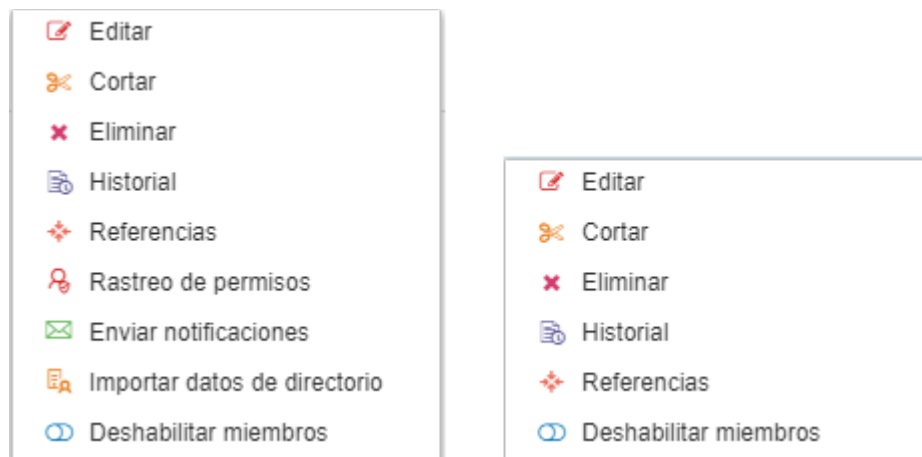 Editar
Cortar
Eliminar
Historial
Referencias
Rastreo de permisos
Enviar notificaciones
Importar datos de directorio
Deshabilitar miembros
Editar
Cortar
Eliminar
Historial
Referencias
Deshabilitar miembros